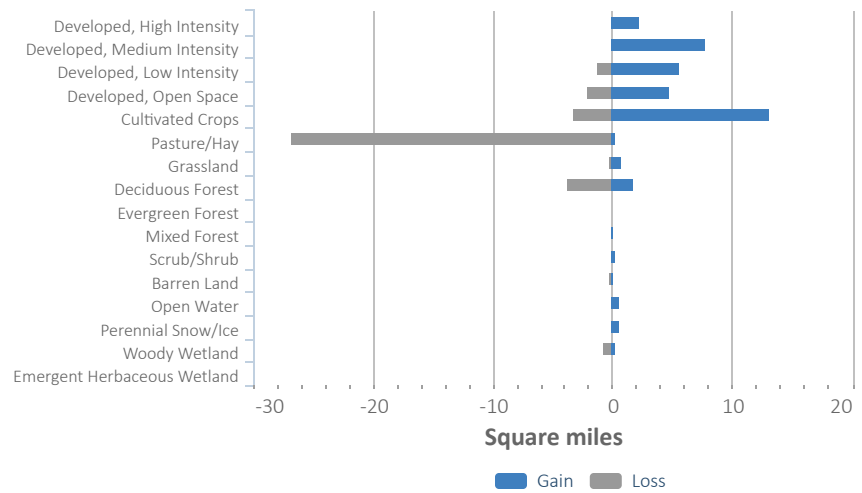 Developed, High Intensity
Developed, Medium Intensity
Developed, Low Intensity
Developed, Open Space
Cultivated Crops
Pasture/Hay
Grassland
Deciduous Forest
Evergreen Forest
Mixed Forest
Scrub/Shrub
Barren Land
Open Water
Perennial Snow/Ice
Woody Wetland
Emergent Herbaceous Wetland
-30 -20 -10 0 10 20
Square miles
Gain Loss